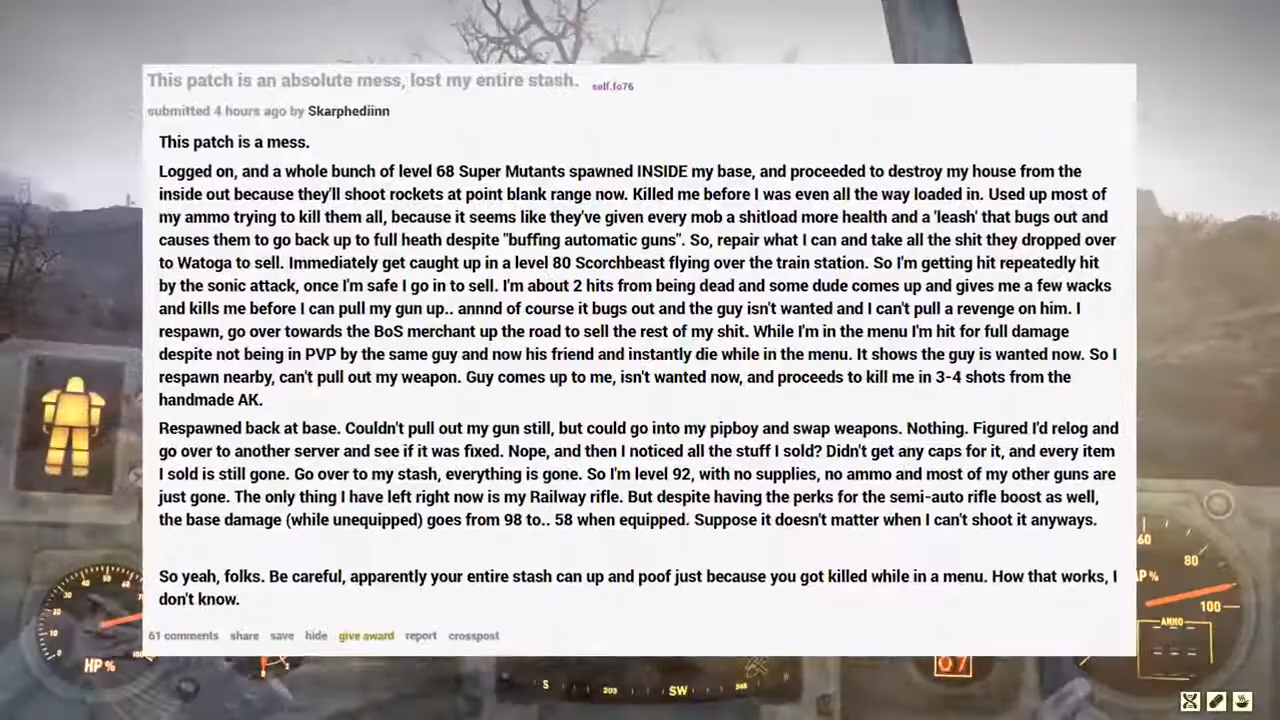 This patch is an absolute mess, lost my entire stash. self.fo76
submitted 4 hours ago by Skarphediinn
This patch is a mess.
Logged on, and a whole bunch of level 68 Super Mutants spawned INSIDE my base, and proceeded to destroy my house from the
inside out because they'll shoot rockets at point blank range now. Killed me before I was even all the way loaded in. Used up most of
my ammo trying to kill them all, because it seems like they've given every mob a shitload more health and a 'leash' that bugs out and
causes them to go back up to full heath despite "buffing automatic guns". So, repair what I can and take all the shit they dropped over
to Watoga to sell. Immediately get caught up in a level 80 Scorchbeast flying over the train station. So I'm getting hit repeatedly hit
by the sonic attack, once I'm safe I go in to sell. I'm about 2 hits from being dead and some dude comes up and gives me a few wacks
and kills me before I can pull my gun up.. annnd of course it bugs out and the guy isn't wanted and I can't pull a revenge on him. I
respawn, go over towards the BoS merchant up the road to sell the rest of my shit. While I'm in the menu I'm hit for full damage
despite not being in PVP by the same guy and now his friend and instantly die while in the menu. It shows the guy is wanted now. So I
respawn nearby, can't pull out my weapon. Guy comes up to me, isn't wanted now, and proceeds to kill me in 3-4 shots from the
handmade AK.
Respawned back at base. Couldn't pull out my gun still, but could go into my pipboy and swap weapons. Nothing. Figured I'd relog and
go over to another server and see if it was fixed. Nope, and then I noticed all the stuff I sold? Didn't get any caps for it, and every item
I sold is still gone. Go over to my stash, everything is gone. So I'm level 92, with no supplies, no ammo and most of my other guns are
just gone. The only thing I have left right now is my Railway rifle. But despite having the perks for the semi-auto rifle boost as well,
the base damage (while unequipped) goes from 98 to.. 58 when equipped. Suppose it doesn't matter when I can't shoot it anyways.
So yeah, folks. Be careful, apparently your entire stash can up and poof just because you got killed while in a menu. How that works, I
don't know.
61 comments share save hide give award report crosspost
0 10 20 30 40 50 60
HP %
S 203 SW 248
07
60 80 100
AP %
AMMO
--- 
---